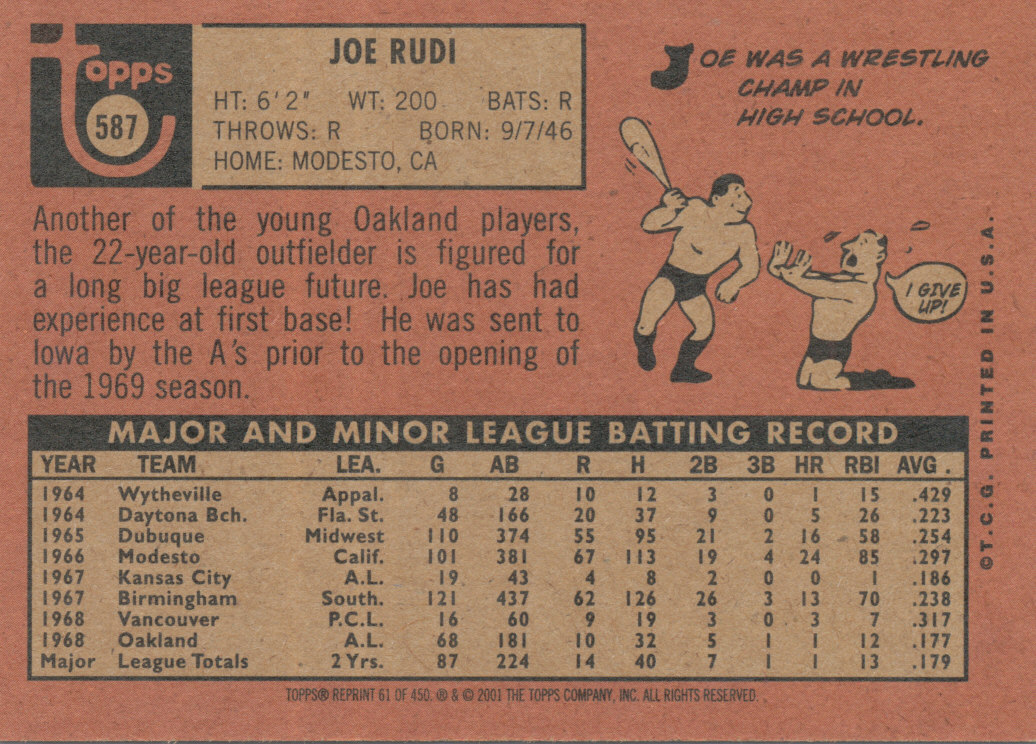 Topps
587
JOE RUDI
HT: 6'2" WT: 200 BATS: R
THROWS: R BORN: 9/7/46
HOME: MODESTO, CA
JOE WAS A WRESTLING
CHAMP IN
HIGH SCHOOL.
I GIVE
UP!
Another of the young Oakland players,
the 22-year-old outfielder is figured for
a long big league future. Joe has had
experience at first base! He was sent to
Iowa by the A's prior to the opening of
the 1969 season.
MAJOR AND MINOR LEAGUE BATTING RECORD
YEAR TEAM LEA. G AB R H 2B 3B HR RBI AVG.
1964 Wytheville Appal. 8 28 10 12 3 0 1 15 .429
1964 Daytona Bch. Fla. St. 48 166 20 37 9 0 5 26 .223
1965 Dubuque Midwest 110 374 55 95 21 2 16 58 .254
1966 Modesto Calif. 101 381 67 113 19 4 24 85 .297
1967 Kansas City A.L. 19 43 4 8 2 0 0 1 .186
1967 Birmingham South. 121 437 62 126 26 3 13 70 .238
1968 Vancouver P.C.L. 16 60 9 19 3 0 3 7 .317
1968 Oakland A.L. 68 181 10 32 5 1 1 12 .177
Major League Totals 2 Yrs. 87 224 14 40 7 1 1 13 .179
©T.C.G. PRINTED IN U.S.A.
TOPPS® REPRINT 61 OF 450. ® & © 2001 THE TOPPS COMPANY, INC. ALL RIGHTS RESERVED.